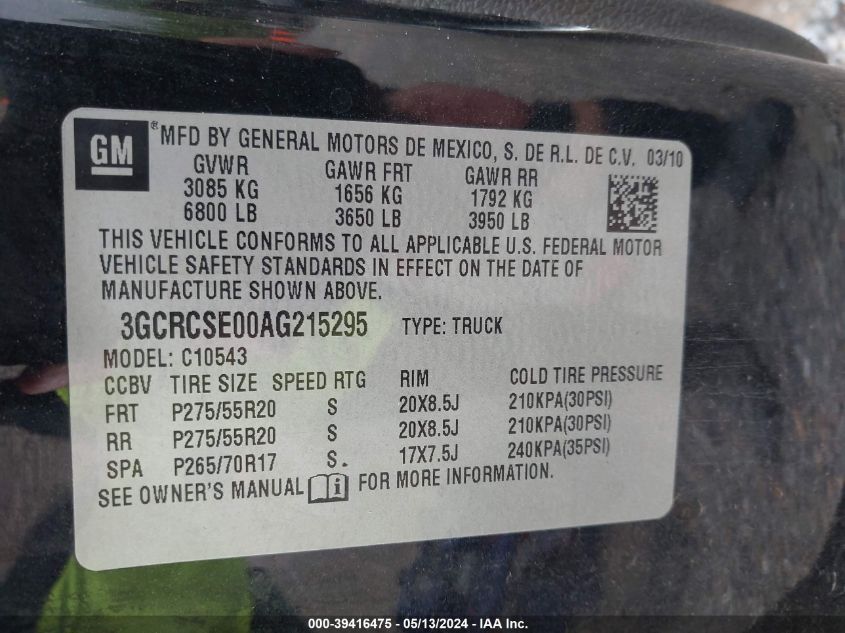 GM ® MFD BY GENERAL MOTORS DE MEXICO, S. DE R.L. DE C.V. 03/10
GVWR GAWR FRT GAWR RR
3085 KG 1656 KG 1792 KG
6800 LB 3650 LB 3950 LB
THIS VEHICLE CONFORMS TO ALL APPLICABLE U.S. FEDERAL MOTOR
VEHICLE SAFETY STANDARDS IN EFFECT ON THE DATE OF
MANUFACTURE SHOWN ABOVE.
3GCRCSE00AG215295 TYPE: TRUCK
MODEL: C10543
CCBV TIRE SIZE SPEED RTG RIM COLD TIRE PRESSURE
FRT P275/55R20 S 20X8.5J 210KPA(30PSI)
RR P275/55R20 S 20X8.5J 210KPA(30PSI)
SPA P265/70R17 S. 17X7.5J 240KPA(35PSI)
SEE OWNER'S MANUAL i FOR MORE INFORMATION.
000-39416475 - 05/13/2024 - IAA Inc.